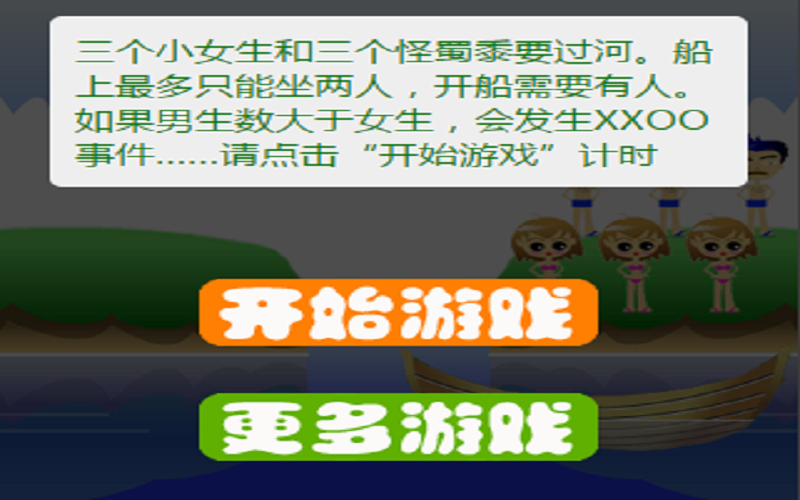 三个小女生和三个怪蜀黍要过河。船
上最多只能坐两人，开船需要有人。
如果男生数大于女生，会发生XXOO
事件......请点击“开始游戏”计时
开始游戏
更多游戏